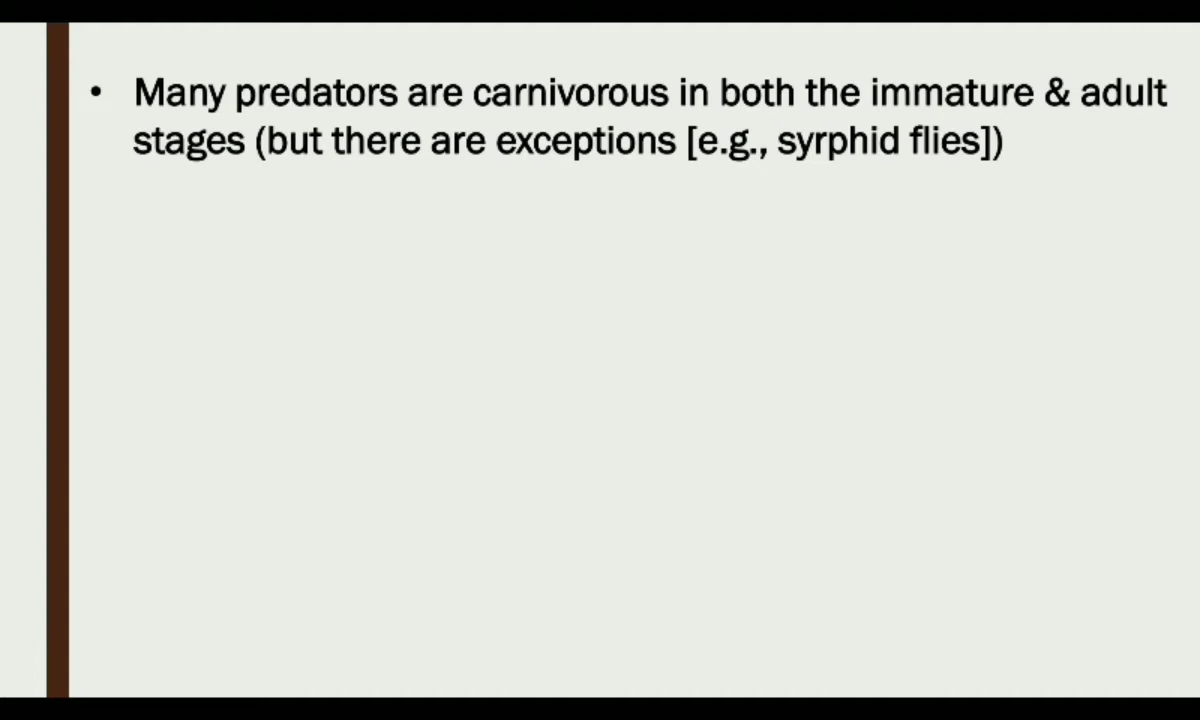 • Many predators are carnivorous in both the immature & adult
stages (but there are exceptions [e.g., syrphid flies])